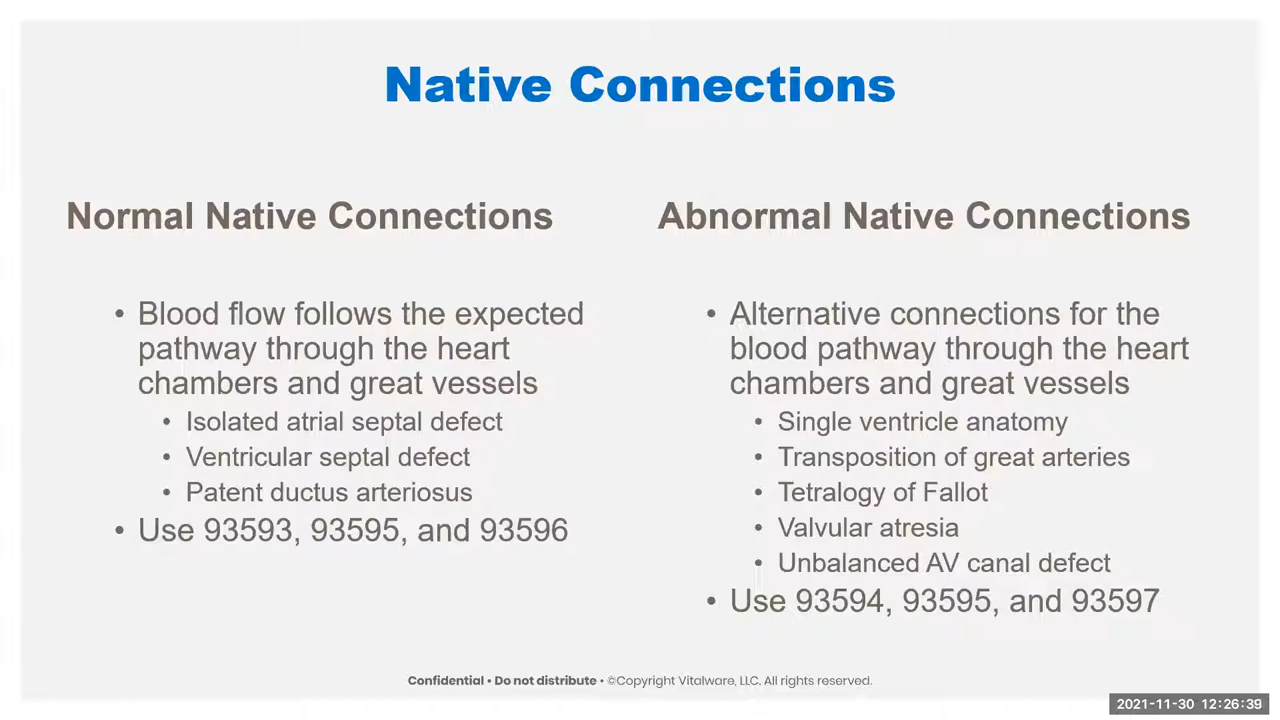 Native Connections
Normal Native Connections
• Blood flow follows the expected
pathway through the heart
chambers and great vessels
• Isolated atrial septal defect
• Ventricular septal defect
• Patent ductus arteriosus
• Use 93593, 93595, and 93596
Abnormal Native Connections
• Alternative connections for the
blood pathway through the heart
chambers and great vessels
• Single ventricle anatomy
• Transposition of great arteries
• Tetralogy of Fallot
• Valvular atresia
• Unbalanced AV canal defect
• Use 93594, 93595, and 93597
Confidential • Do not distribute • ©Copyright Vitalware, LLC. All rights reserved.
2021-11-30 12:26:39